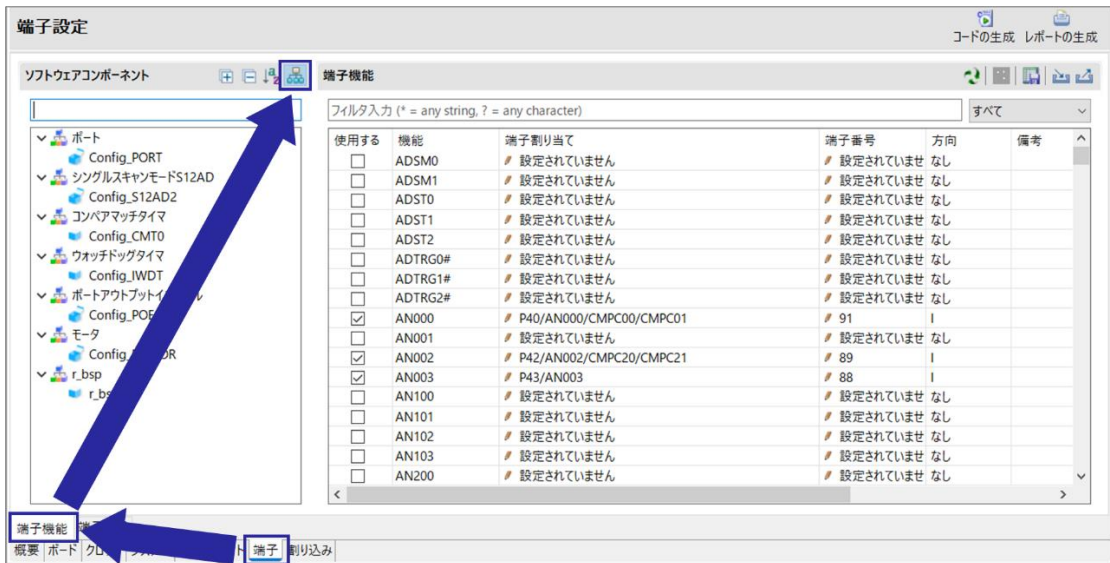 端子設定
コードの生成 レポートの生成
ソフトウェアコンポーネント
端子機能
フィルタ入力 (* = any string, ? = any character)
すべて
ポート
Config_PORT
シングルスキャンモードS12AD
Config_S12AD2
コンペアマッチタイマ
Config_CMT0
ウォッチドッグタイマ
Config_IWDT
モータ
r_bsp
使用する 機能 端子割り当て 端子番号 方向 備考
ADSM0 設定されていません 設定されていませ なし
ADSM1 設定されていません 設定されていませ なし
ADST0 設定されていません 設定されていませ なし
ADST1 設定されていません 設定されていませ なし
ADST2 設定されていません 設定されていませ なし
ADTRG0# 設定されていません 設定されていませ なし
ADTRG1# 設定されていません 設定されていませ なし
ADTRG2# 設定されていません 設定されていませ なし
AN000 P40/AN000/CMPC00/CMPC01 91 I
AN001 設定されていません 設定されていませ なし
AN002 P42/AN002/CMPC20/CMPC21 89 I
AN003 P43/AN003 88 I
AN100 設定されていません 設定されていませ なし
AN101 設定されていません 設定されていませ なし
AN102 設定されていません 設定されていませ なし
AN103 設定されていません 設定されていませ なし
AN200 設定されていません 設定されていませ なし
端子機能
概要 ボード 端子 割り込み